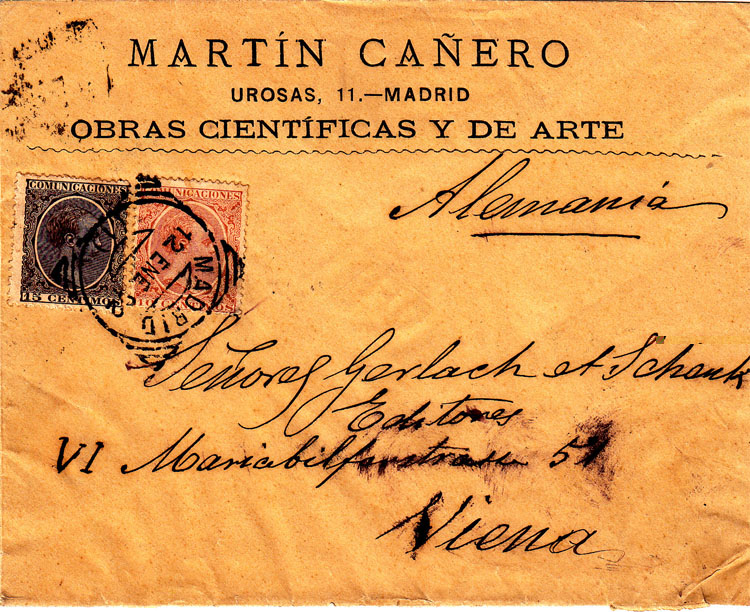 MARTÍN CAÑERO
UROSAS, 11.—MADRID
OBRAS CIENTÍFICAS Y DE ARTE
Alemania
COMUNICACIONES
15 CENTIMOS
COMUNICACIONES
MADRID
12 ENE
Señores Gerlach et Schenk
Editores
VI Mariahilferstrasse 51
Viena